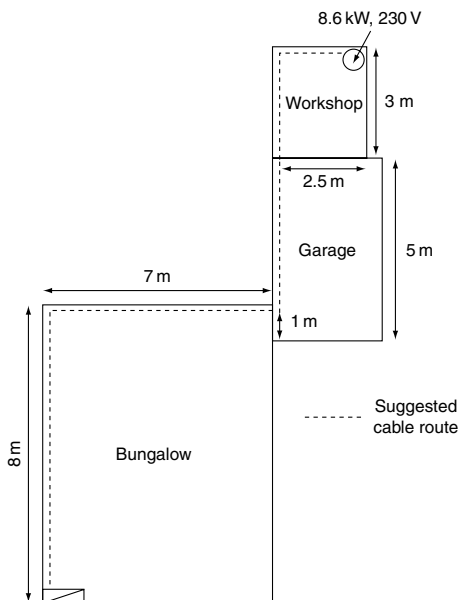 8.6 kW, 230 V
Workshop
3 m
2.5 m
Garage
5 m
7 m
1 m
Suggested
cable route
Bungalow
8 m